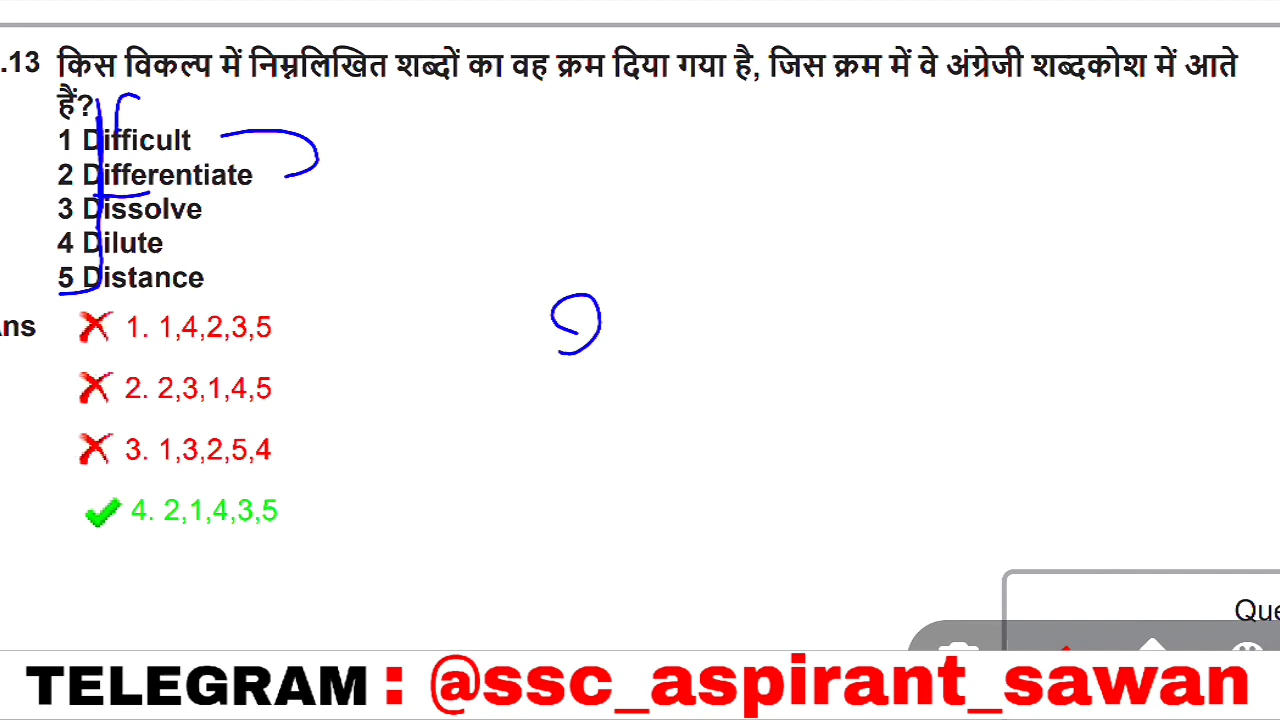 .13 किस विकल्प में निम्नलिखित शब्दों का वह क्रम दिया गया है, जिस क्रम में वे अंग्रेजी शब्दकोश में आते
हैं?
1 Difficult
2 Differentiate
3 Dissolve
4 Dilute
5 Distance
Ans 1. 1,4,2,3,5
2. 2,3,1,4,5
3. 1,3,2,5,4
4. 2,1,4,3,5
Que
TELEGRAM : @ssc_aspirant_sawan